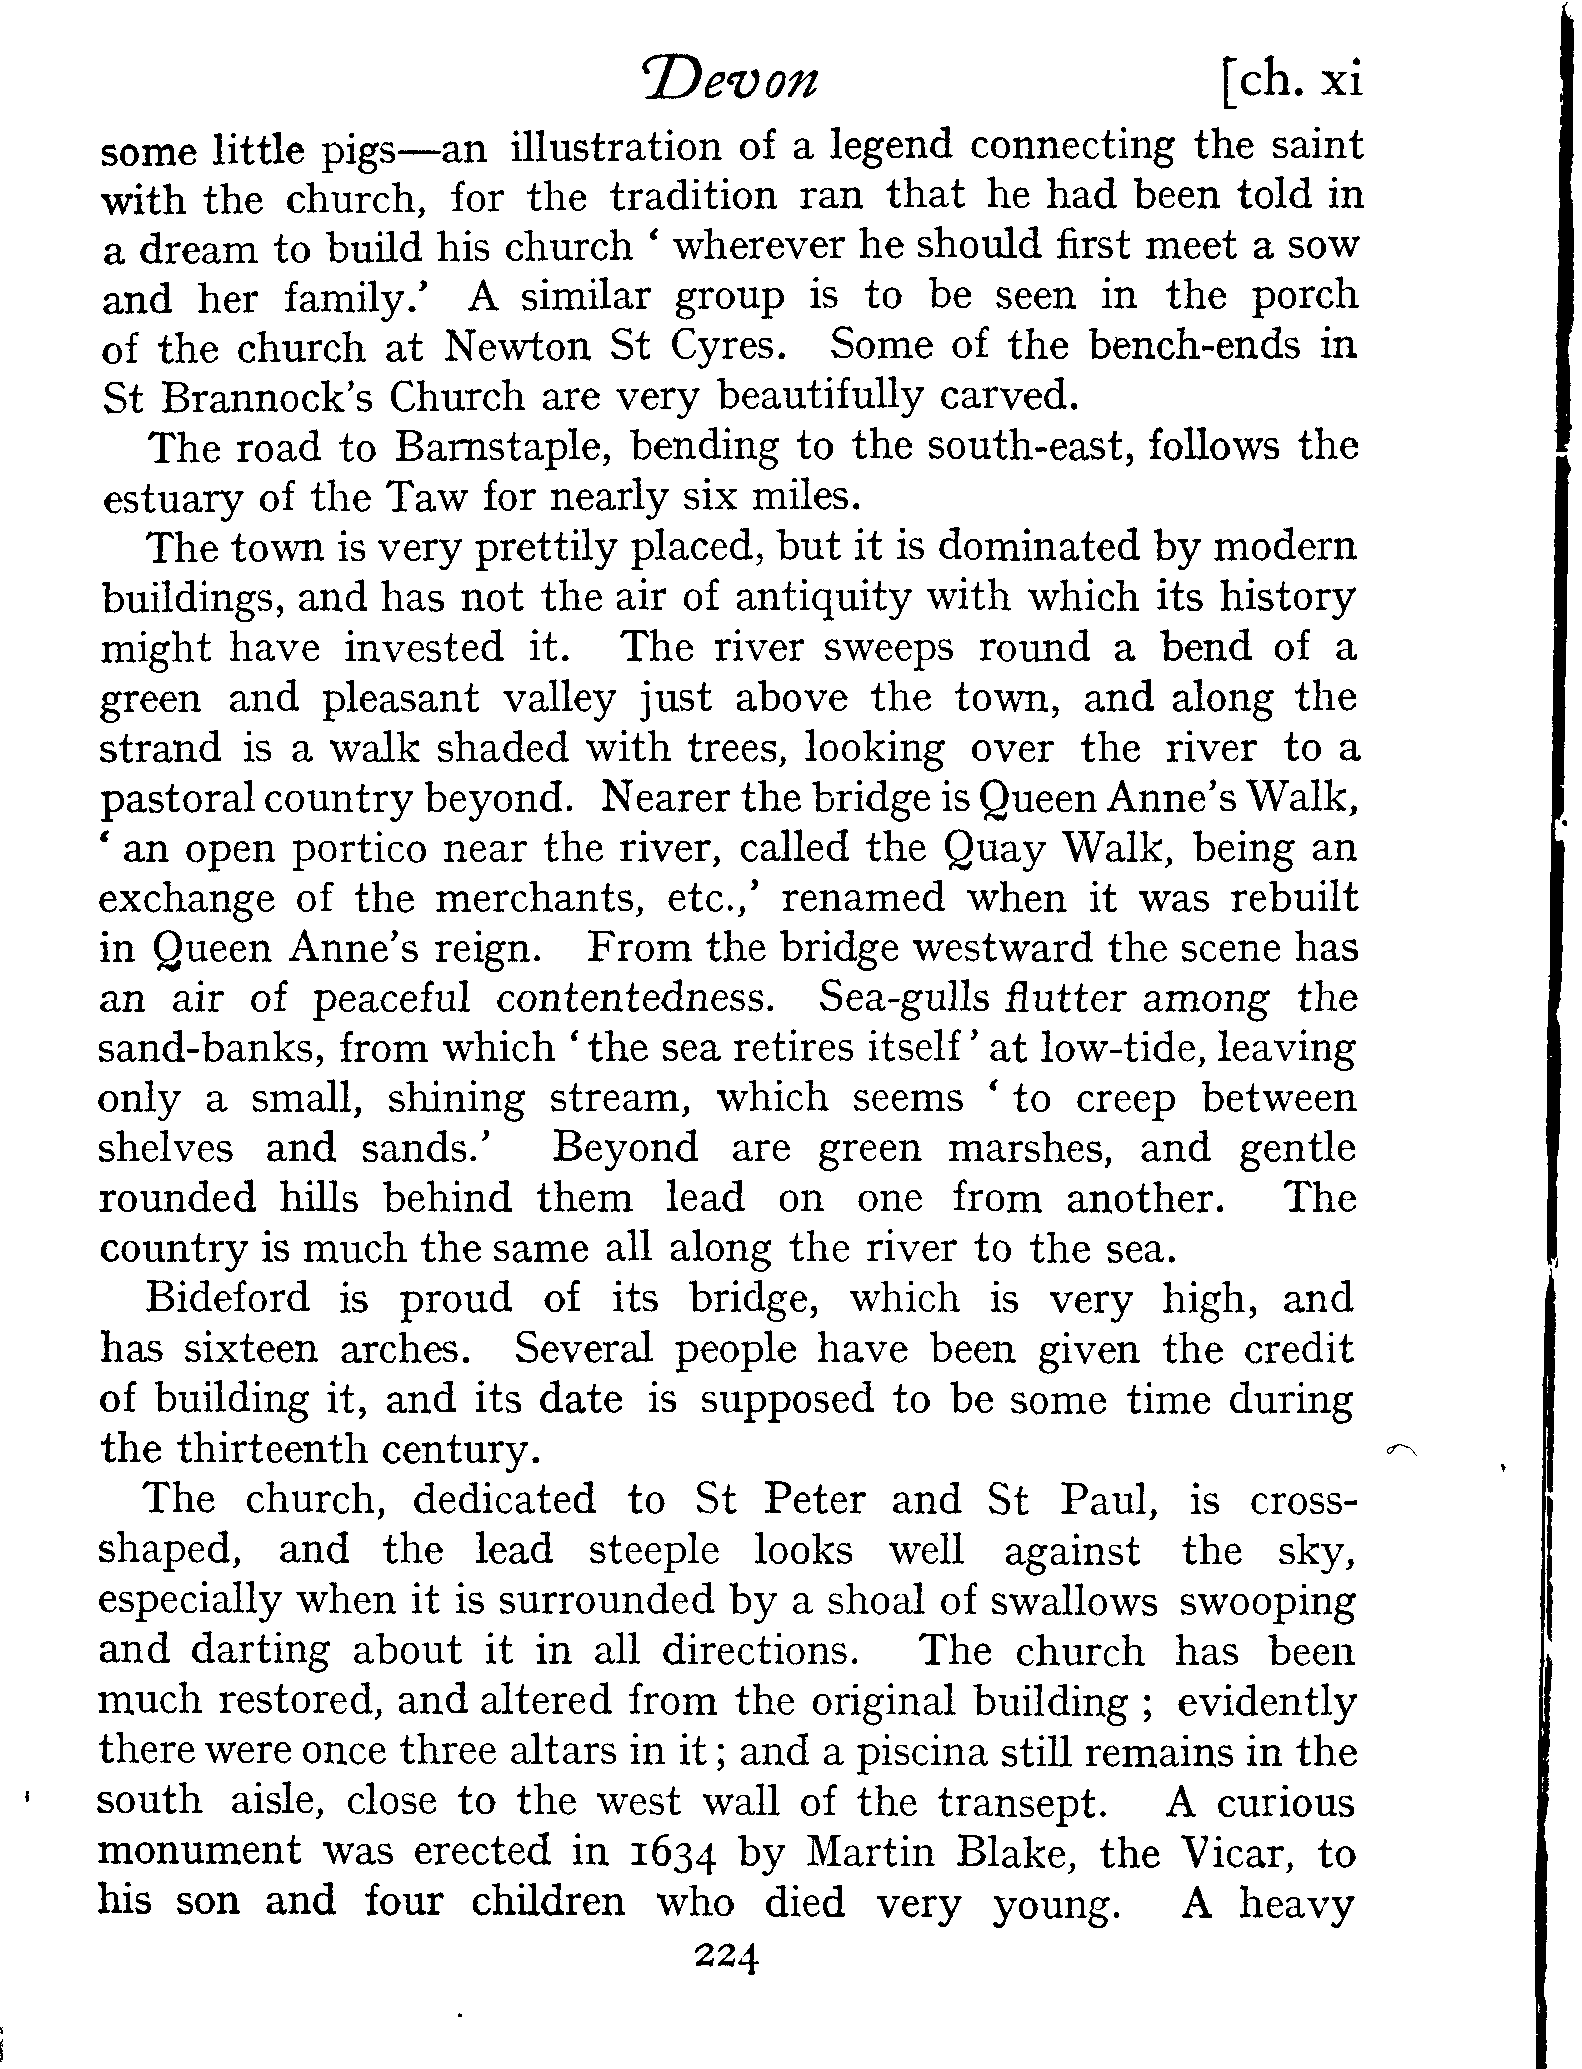 Devon [ch. xi
some little pigs—an illustration of a legend connecting the saint
with the church, for the tradition ran that he had been told in
a dream to build his church ‘ wherever he should first meet a sow
and her family.’ A similar group is to be seen in the porch
of the church at Newton St Cyres. Some of the bench-ends in
St Brannock’s Church are very beautifully carved.
The road to Barnstaple, bending to the south-east, follows the
estuary of the Taw for nearly six miles.
The town is very prettily placed, but it is dominated by modern
buildings, and has not the air of antiquity with which its history
might have invested it. The river sweeps round a bend of a
green and pleasant valley just above the town, and along the
strand is a walk shaded with trees, looking over the river to a
pastoral country beyond. Nearer the bridge is Queen Anne’s Walk,
‘ an open portico near the river, called the Quay Walk, being an
exchange of the merchants, etc.,’ renamed when it was rebuilt
in Queen Anne’s reign. From the bridge westward the scene has
an air of peaceful contentedness. Sea-gulls flutter among the
sand-banks, from which ‘the sea retires itself’ at low-tide, leaving
only a small, shining stream, which seems ‘ to creep between
shelves and sands.’ Beyond are green marshes, and gentle
rounded hills behind them lead on one from another. The
country is much the same all along the river to the sea.
Bideford is proud of its bridge, which is very high, and
has sixteen arches. Several people have been given the credit
of building it, and its date is supposed to be some time during
the thirteenth century.
The church, dedicated to St Peter and St Paul, is cross-
shaped, and the lead steeple looks well against the sky,
especially when it is surrounded by a shoal of swallows swooping
and darting about it in all directions. The church has been
much restored, and altered from the original building ; evidently
there were once three altars in it ; and a piscina still remains in the
south aisle, close to the west wall of the transept. A curious
monument was erected in 1634 by Martin Blake, the Vicar, to
his son and four children who died very young. A heavy
224